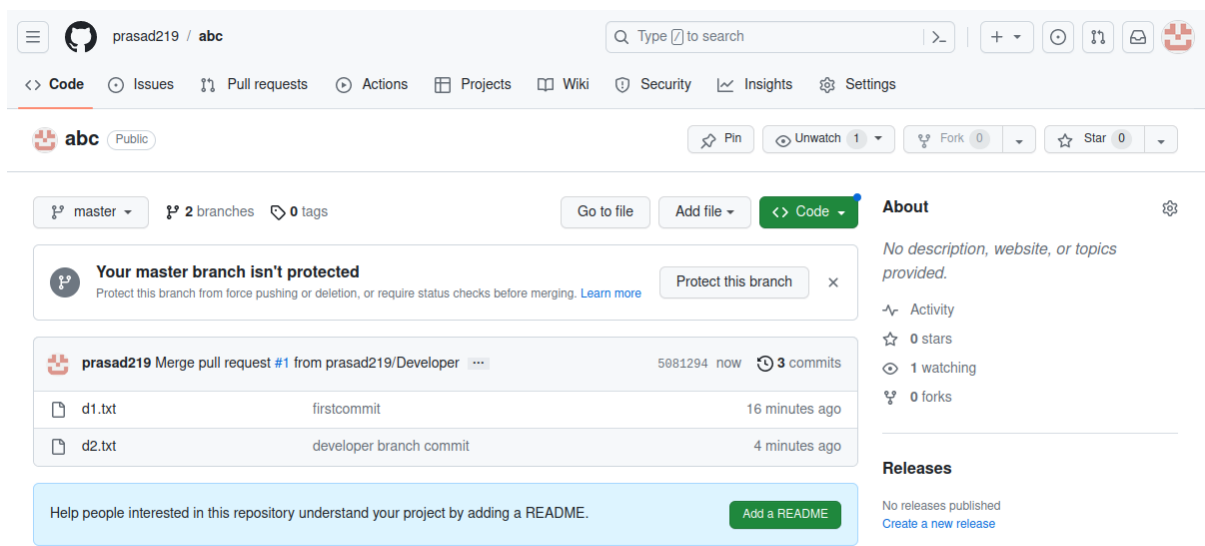 prasad219 / abc
Type / to search
Code Issues Pull requests Actions Projects Wiki Security Insights Settings
abc Public
Pin Unwatch 1 Fork 0 Star 0
master 2 branches 0 tags Go to file Add file Code
Your master branch isn't protected
Protect this branch from force pushing or deletion, or require status checks before merging. Learn more
Protect this branch
prasad219 Merge pull request #1 from prasad219/Developer ... 5081294 now 3 commits
d1.txt firstcommit 16 minutes ago
d2.txt developer branch commit 4 minutes ago
Help people interested in this repository understand your project by adding a README. Add a README
About
No description, website, or topics
provided.
Activity
0 stars
1 watching
0 forks
Releases
No releases published
Create a new release